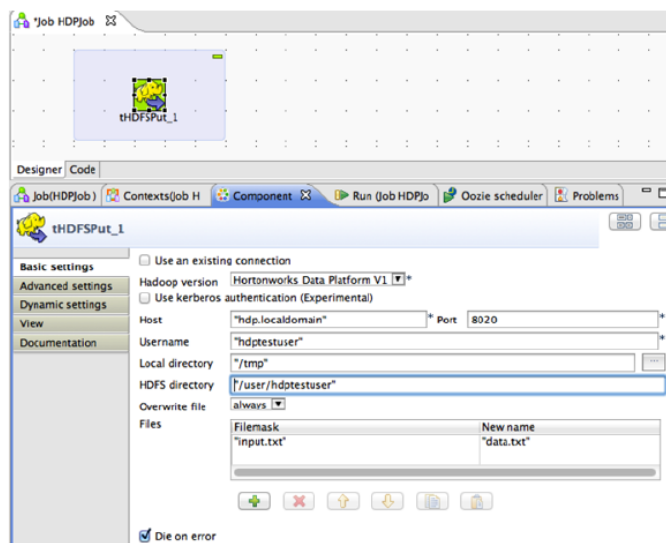 *Job HDPJob
tHDFSPut_1
Designer Code
Job(HDPJob) Contexts(Job H Component Run (Job HDPJo Oozie scheduler Problems
tHDFSPut_1
Basic settings
Advanced settings
Dynamic settings
View
Documentation
Use an existing connection
Hadoop version Hortonworks Data Platform V1 *
Use kerberos authentication (Experimental)
Host "hdp.localdomain" * Port 8020 *
Username "hdptestuser" *
Local directory "/tmp" ...
HDFS directory "/user/hdptestuser"
Overwrite file always
Files
Filemask New name
"input.txt" "data.txt"
Die on error